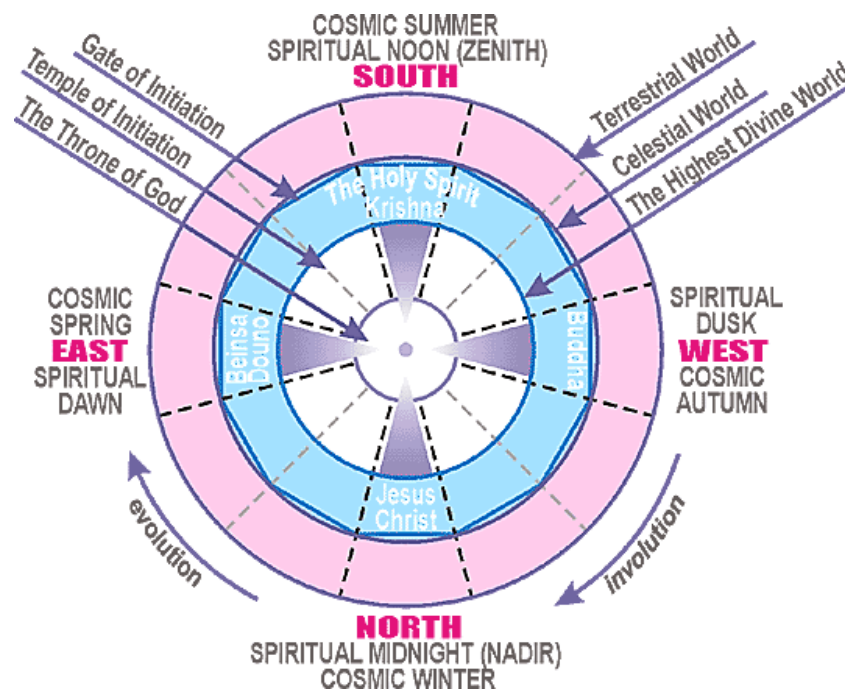 COSMIC SUMMER
SPIRITUAL NOON (ZENITH)
SOUTH
Gate of Initiation
Temple of Initiation
The Throne of God
Terrestrial World
Celestial World
The Highest Divine World
The Holy Spirit
Krishna
COSMIC
SPRING
EAST
SPIRITUAL
DAWN
Beinsa
Douno
Buddha
SPIRITUAL
DUSK
WEST
COSMIC
AUTUMN
Jesus
Christ
evolution
involution
NORTH
SPIRITUAL MIDNIGHT (NADIR)
COSMIC WINTER